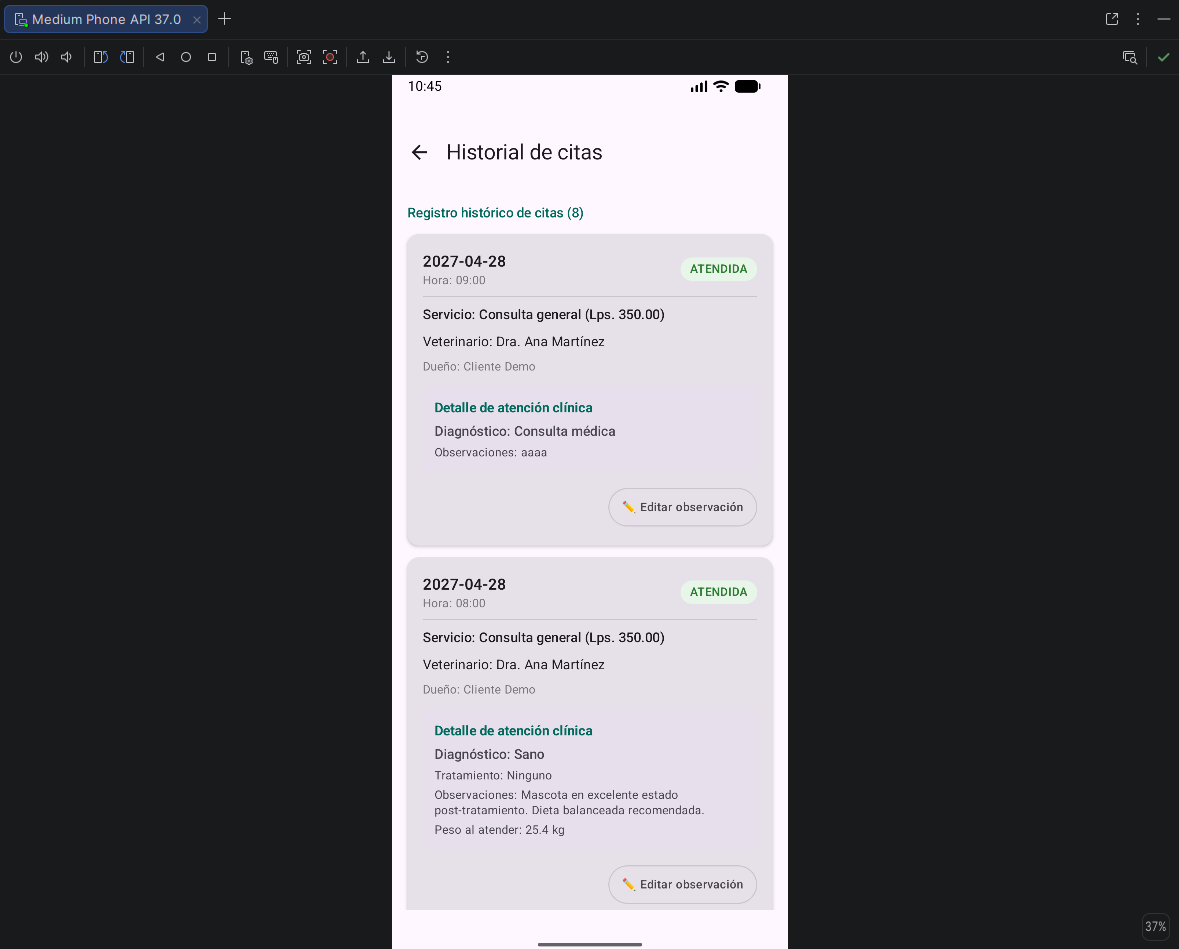 Medium Phone API 37.0
10:45
Historial de citas
Registro histórico de citas (8)
2027-04-28
ATENDIDA
Hora: 09:00
Servicio: Consulta general (Lps. 350.00)
Veterinario: Dra. Ana Martínez
Dueño: Cliente Demo
Detalle de atención clínica
Diagnóstico: Consulta médica
Observaciones: aaaa
✏️ Editar observación
2027-04-28
ATENDIDA
Hora: 08:00
Servicio: Consulta general (Lps. 350.00)
Veterinario: Dra. Ana Martínez
Dueño: Cliente Demo
Detalle de atención clínica
Diagnóstico: Sano
Tratamiento: Ninguno
Observaciones: Mascota en excelente estado
post-tratamiento. Dieta balanceada recomendada.
Peso al atender: 25.4 kg
✏️ Editar observación
37%